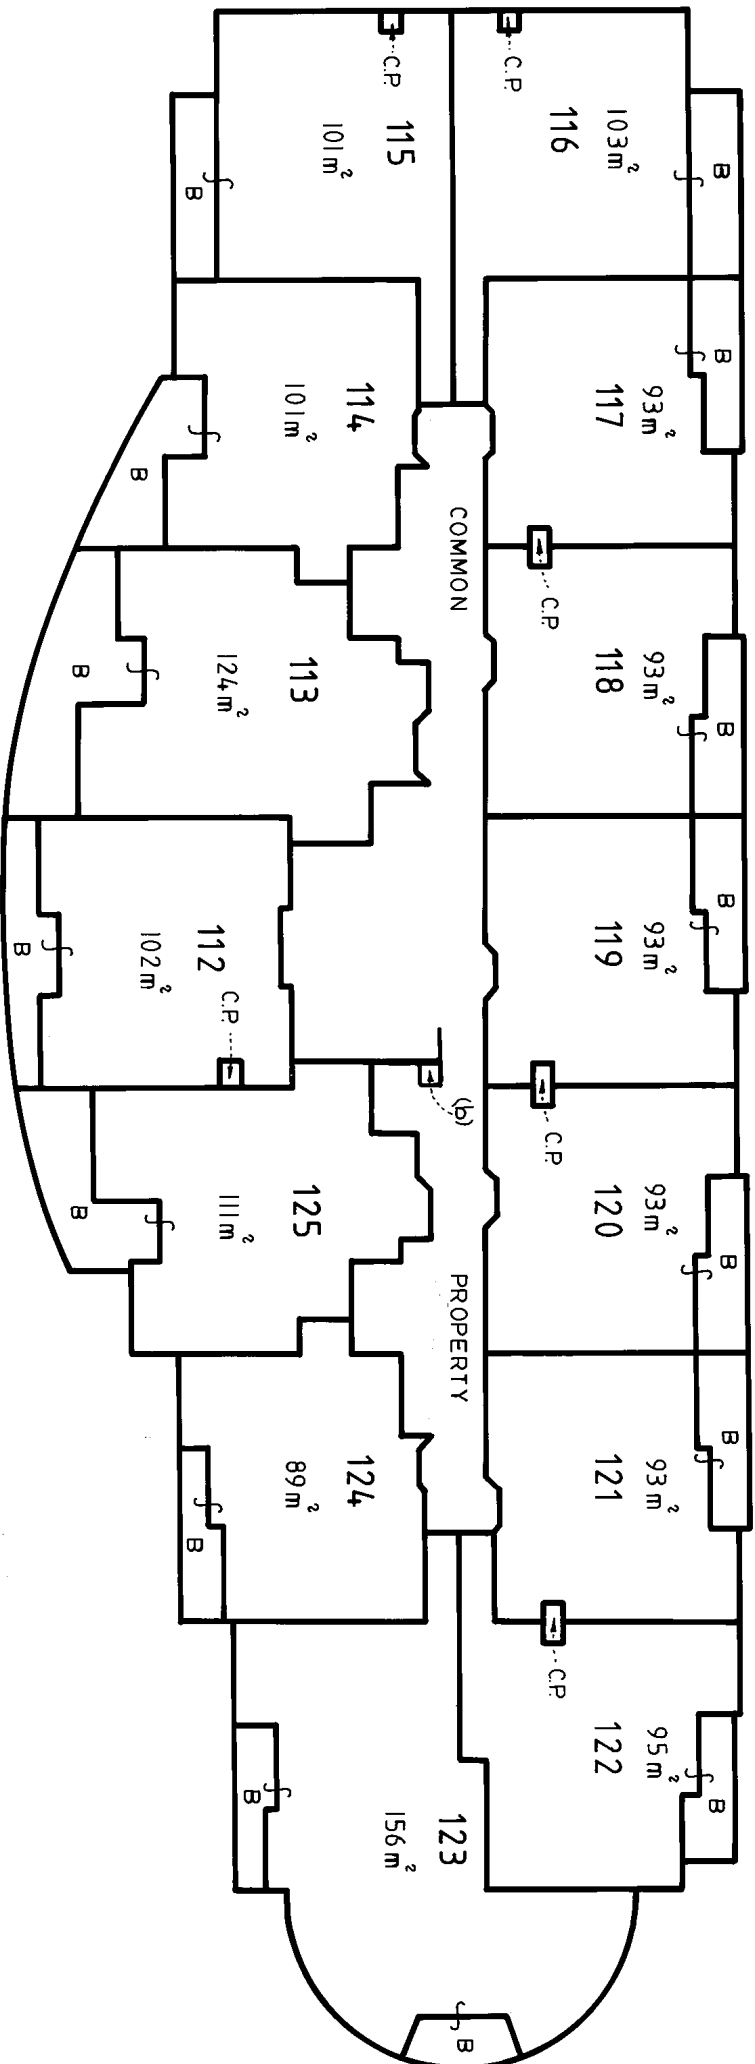 B
103m²
116
C.P.
C.P.
115
101m²
B
B
93m²
117
114
101m²
B
C.P.
COMMON
B
93m²
118
113
124m²
B
B
93m²
119
112
102m²
C.P.
B
C.P.
(b)
B
93m²
120
125
111m²
B
B
93m²
121
PROPERTY
124
89m²
B
C.P.
B
95m²
122
123
156m²
B
B